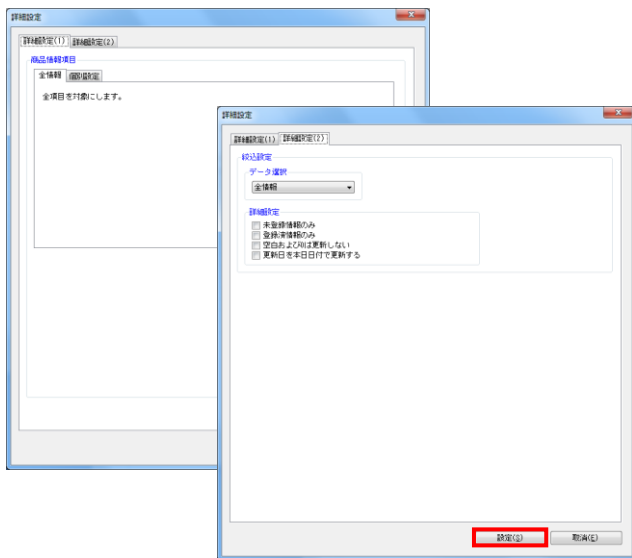 詳細設定
詳細設定(1) 詳細設定(2)
商品情報項目
全情報 個別設定
全項目を対象にします。
詳細設定
詳細設定(1) 詳細設定(2)
絞込設定
データ選択
全情報
詳細設定
未登録情報のみ
登録済情報のみ
空白および0は更新しない
更新日を本日日付で更新する
設定(S) 取消(E)